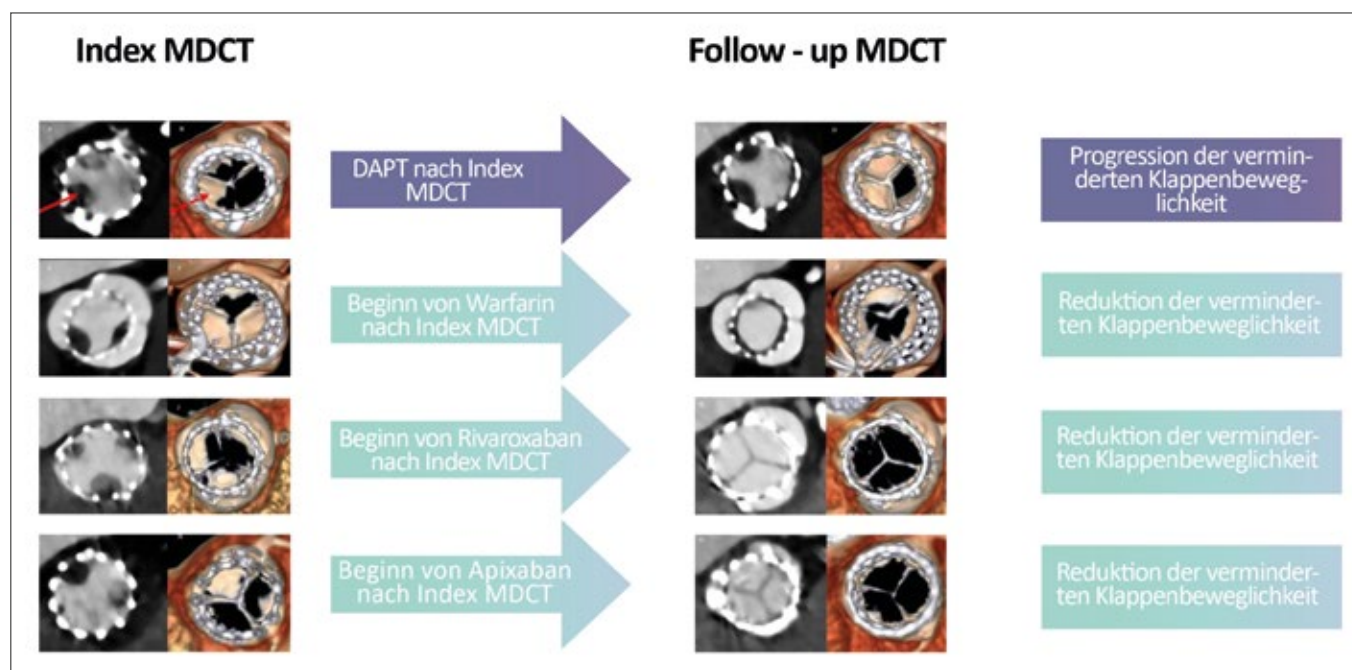 Index MDCT
Follow - up MDCT
DAPT nach Index
MDCT
Progression der vermin-
derten Klappenbeweg-
lichkeit
Beginn von Warfarin
nach Index MDCT
Reduktion der verminder-
ten Klappenbeweglichkeit
Beginn von Rivaroxaban
nach Index MDCT
Reduktion der verminder-
ten Klappenbeweglichkeit
Beginn von Apixaban
nach Index MDCT
Reduktion der verminder-
ten Klappenbeweglichkeit